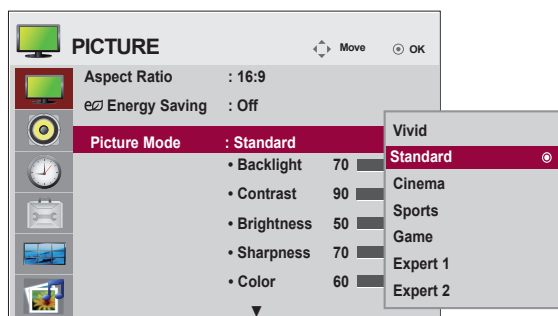 PICTURE
Move
OK
Aspect Ratio : 16:9
Energy Saving : Off
Picture Mode : Standard
• Backlight 70
• Contrast 90
• Brightness 50
• Sharpness 70
• Color 60
▼
Vivid
Standard
Cinema
Sports
Game
Expert 1
Expert 2